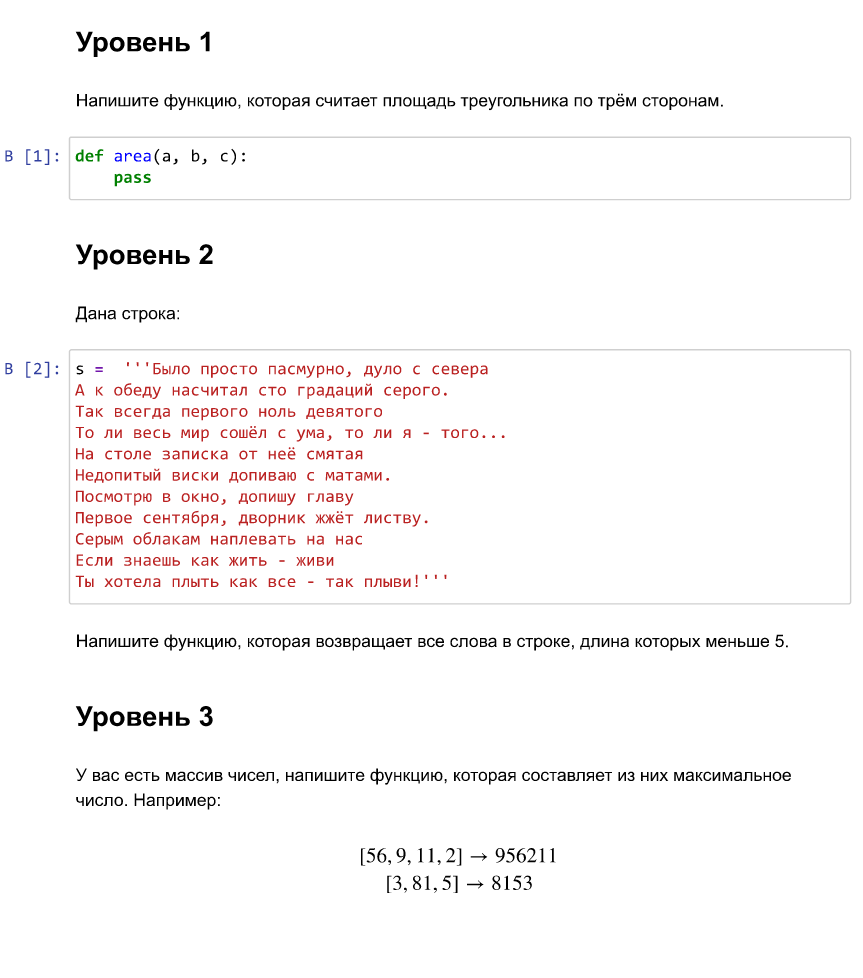 Уровень 1
Напишите функцию, которая считает площадь треугольника по трём сторонам.
В [1]: def area(a, b, c):
    pass
Уровень 2
Дана строка:
В [2]: s =  '''Было просто пасмурно, дуло с севера
А к обеду насчитал сто градаций серого.
Так всегда первого ноль девятого
То ли весь мир сошёл с ума, то ли я - того...
На столе записка от неё смятая
Недопитый виски допиваю с матами.
Посмотрю в окно, допишу главу
Первое сентября, дворник жжёт листву.
Серым облакам наплевать на нас
Если знаешь как жить - живи
Ты хотела плыть как все - так плыви!'''
Напишите функцию, которая возвращает все слова в строке, длина которых меньше 5.
Уровень 3
У вас есть массив чисел, напишите функцию, которая составляет из них максимальное
число. Например:
[56, 9, 11, 2] → 956211
[3, 81, 5] → 8153